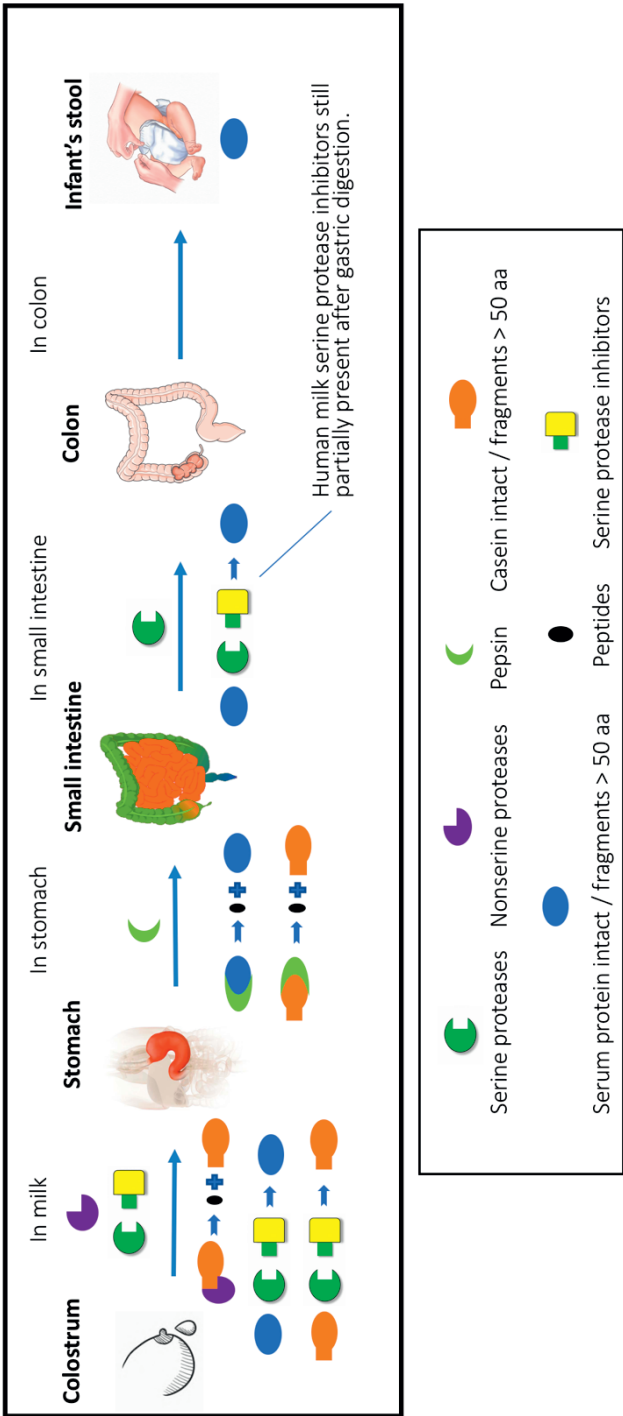 In milk
In stomach
In small intestine
In colon
Colostrum
Stomach
Small intestine
Colon
Infant's stool
Human milk serine protease inhibitors still
partially present after gastric digestion.
Serine proteases
Nonserine proteases
Pepsin
Casein intact / fragments > 50 aa
Serum protein intact / fragments > 50 aa
Peptides
Serine protease inhibitors